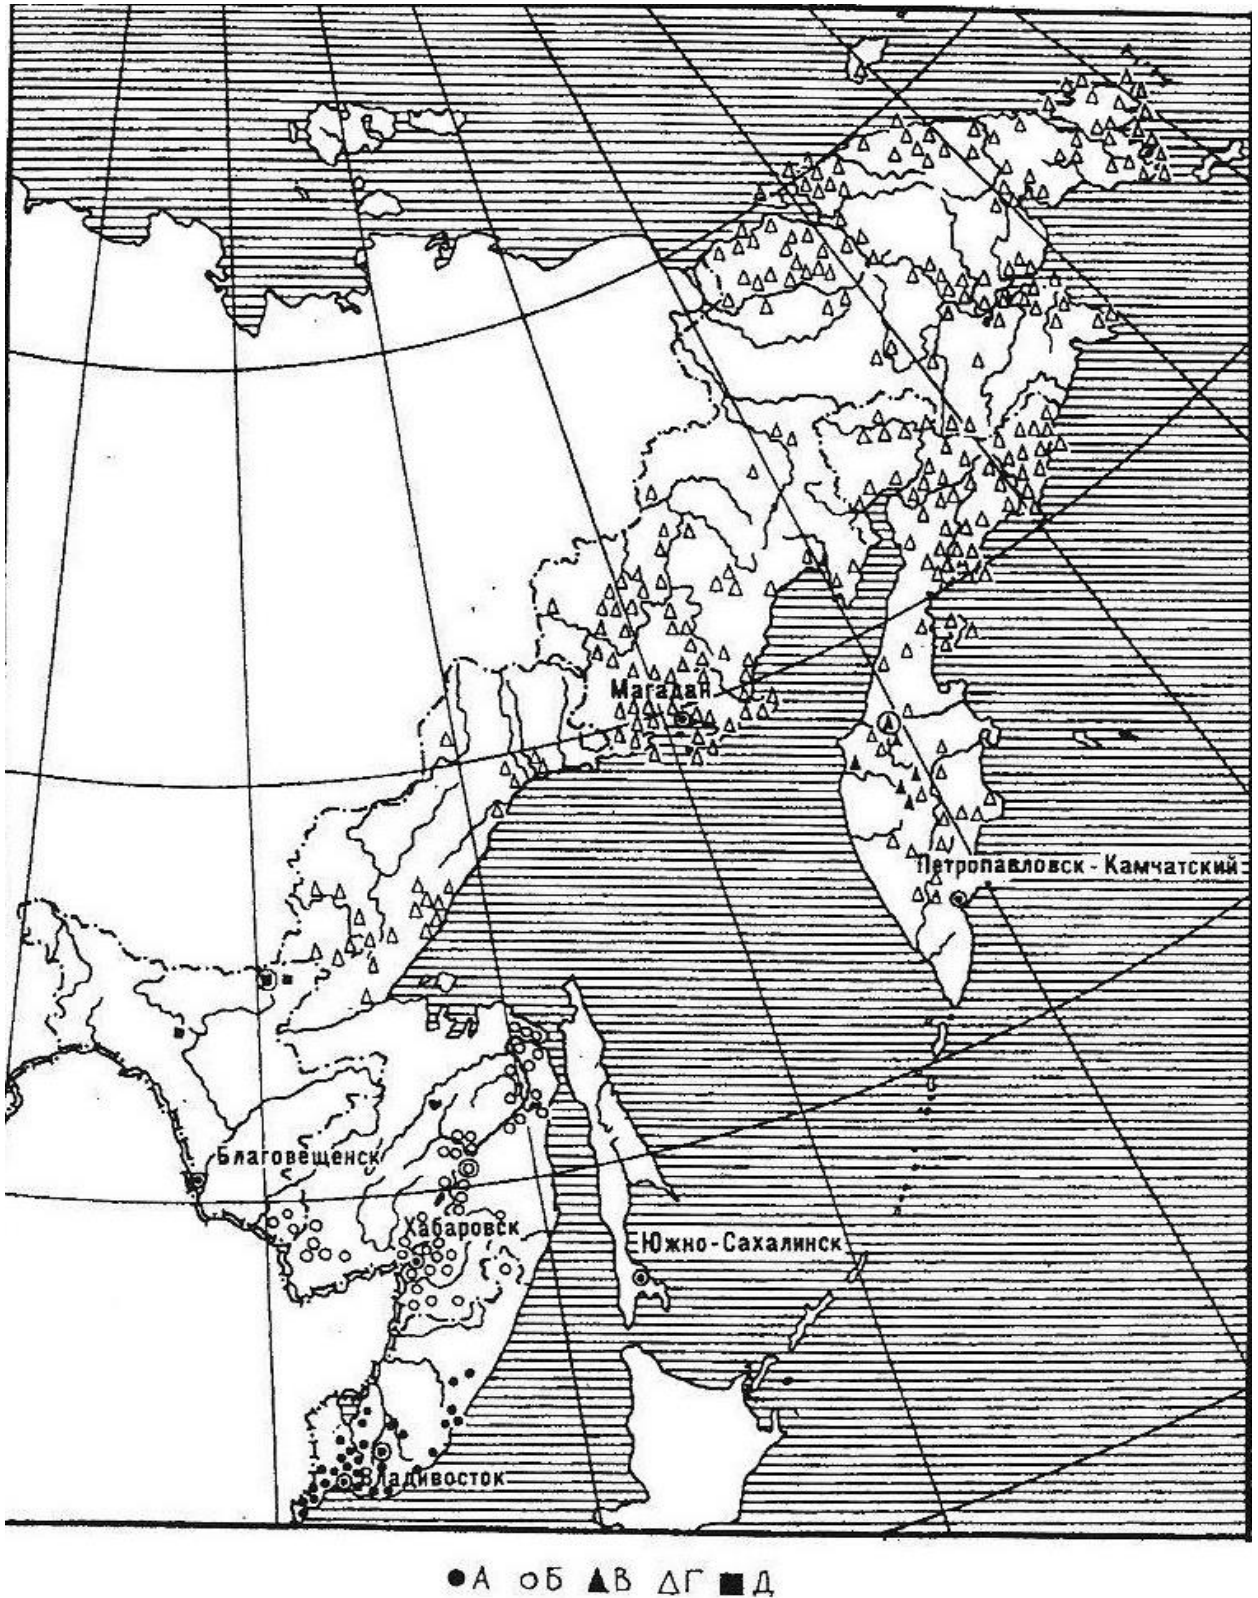 Магадан
Петропавловск-Камчатский
Благовещенск
Хабаровск
Южно-Сахалинск
Владивосток
А Б В Г Д